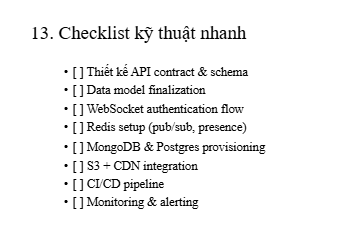 13. Checklist kỹ thuật nhanh
• [ ] Thiết kế API contract & schema
• [ ] Data model finalization
• [ ] WebSocket authentication flow
• [ ] Redis setup (pub/sub, presence)
• [ ] MongoDB & Postgres provisioning
• [ ] S3 + CDN integration
• [ ] CI/CD pipeline
• [ ] Monitoring & alerting